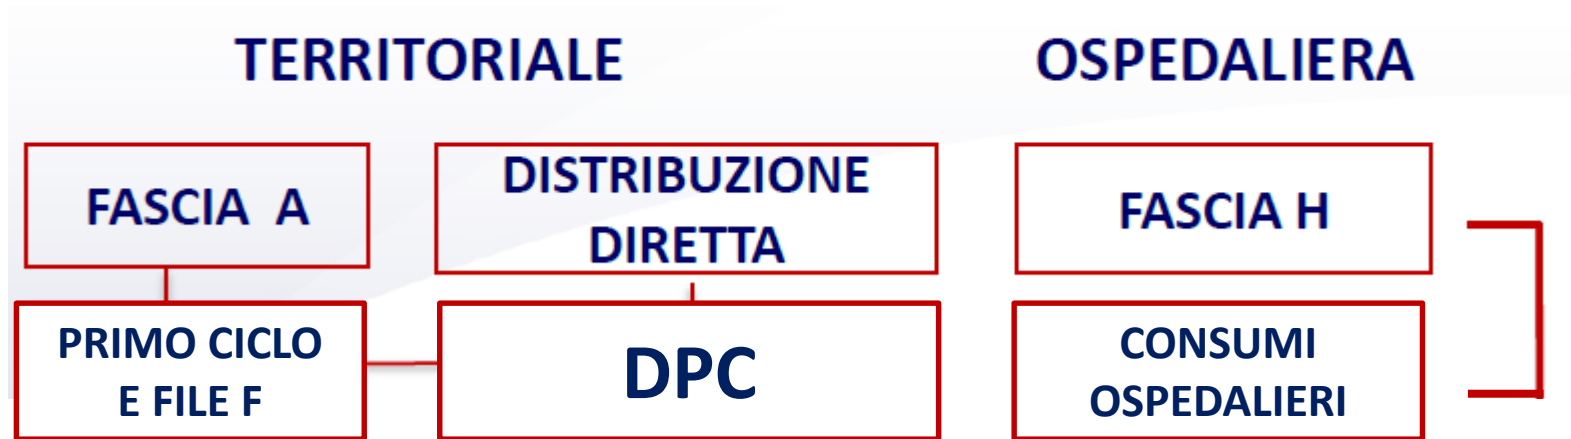 TERRITORIALE
OSPEDALIERA
FASCIA A
DISTRIBUZIONE
DIRETTA
FASCIA H
PRIMO CICLO
E FILE F
DPC
CONSUMI
OSPEDALIERI